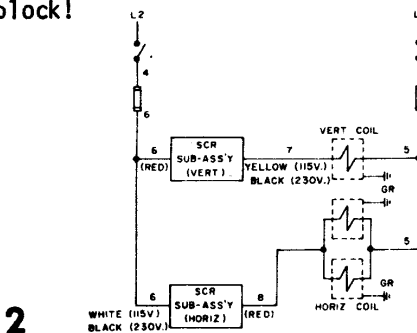 block!
L2
4
6
VERT COIL
6
SCR
SUB-ASS'Y
(VERT)
7
5
(RED)
YELLOW (115V.)
BLACK (230V.)
GR
GR
5
6
SCR
SUB-ASS'Y
(HORIZ)
8
GR
WHITE (115V)
BLACK (230V.)
(RED)
HORIZ COIL
2